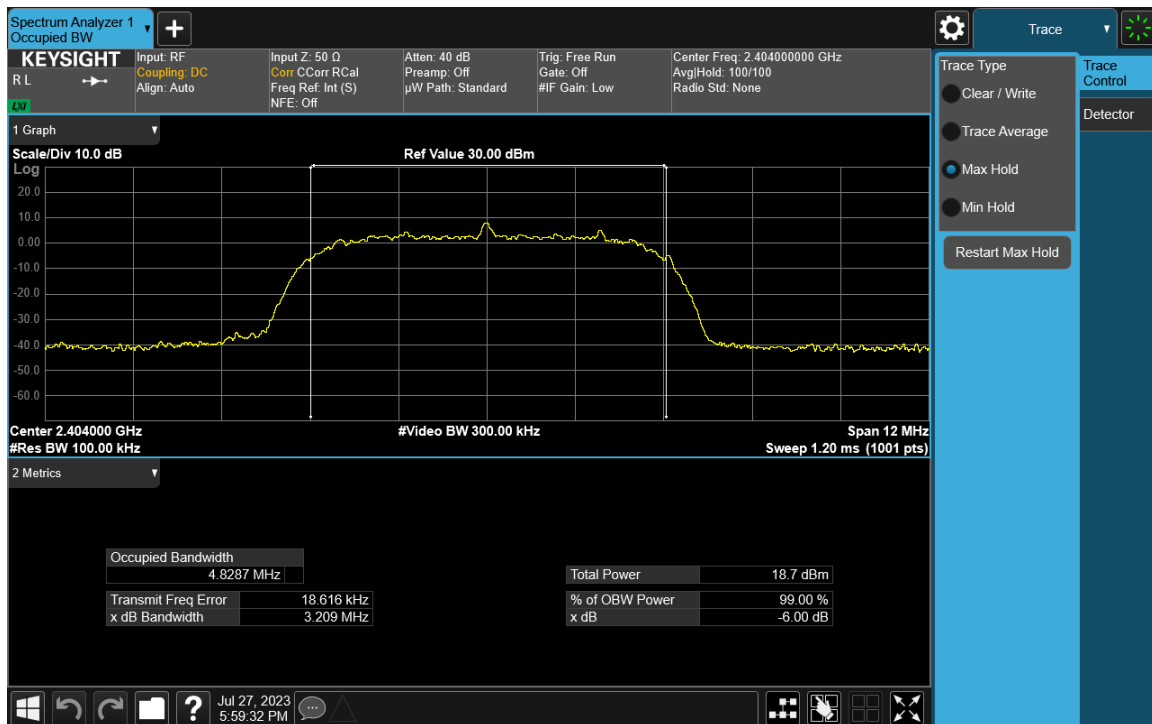 Spectrum Analyzer 1
Occupied BW
+
Trace
KEYSIGHT
R L
LXI
Input: RF
Coupling: DC
Align: Auto
Input Z: 50 Ω
Corr CCorr RCal
Freq Ref: Int (S)
NFE: Off
Atten: 40 dB
Preamp: Off
µW Path: Standard
Trig: Free Run
Gate: Off
#IF Gain: Low
Center Freq: 2.404000000 GHz
Avg|Hold: 100/100
Radio Std: None
Trace Type
Clear / Write
Trace Average
Max Hold
Min Hold
Restart Max Hold
Trace
Control
Detector
1 Graph
Scale/Div 10.0 dB
Ref Value 30.00 dBm
Log
20.0
10.0
0.00
-10.0
-20.0
-30.0
-40.0
-50.0
-60.0
Center 2.404000 GHz
#Video BW 300.00 kHz
Span 12 MHz
#Res BW 100.00 kHz
Sweep 1.20 ms (1001 pts)
2 Metrics
Occupied Bandwidth
4.8287 MHz
Total Power 18.7 dBm
Transmit Freq Error 18.616 kHz
% of OBW Power 99.00 %
x dB Bandwidth 3.209 MHz
x dB -6.00 dB
?
Jul 27, 2023
5:59:32 PM